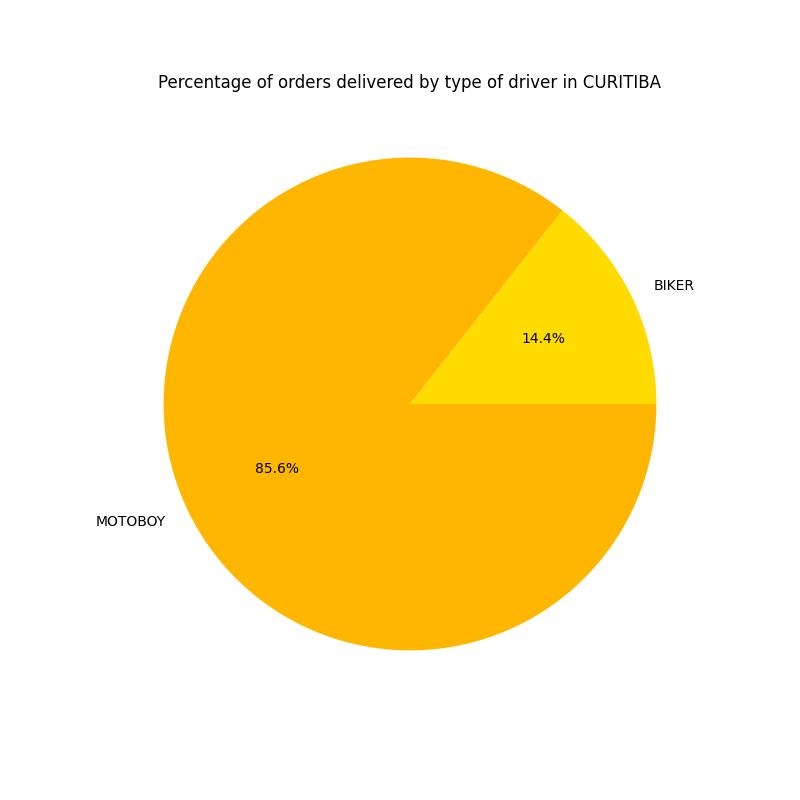 Percentage of orders delivered by type of driver in CURITIBA
BIKER
14.4%
85.6%
MOTOBOY